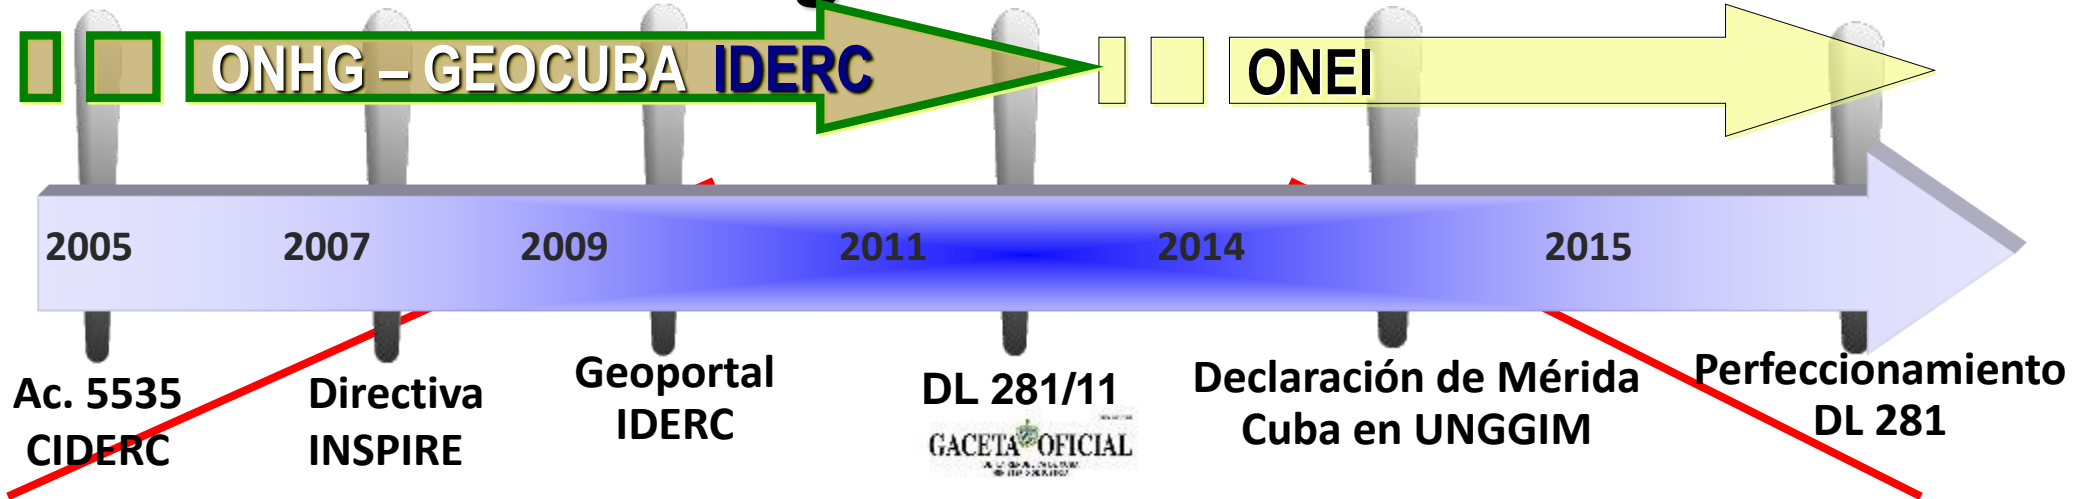 ONHG – GEOCUBA IDERC
ONEI
2005
2007
2009
2011
2014
2015
Ac. 5535
CIDERC
Directiva
INSPIRE
Geoportal
IDERC
DL 281/11
GACETA OFICIAL
Declaración de Mérida
Cuba en UNGGIM
Perfeccionamiento
DL 281